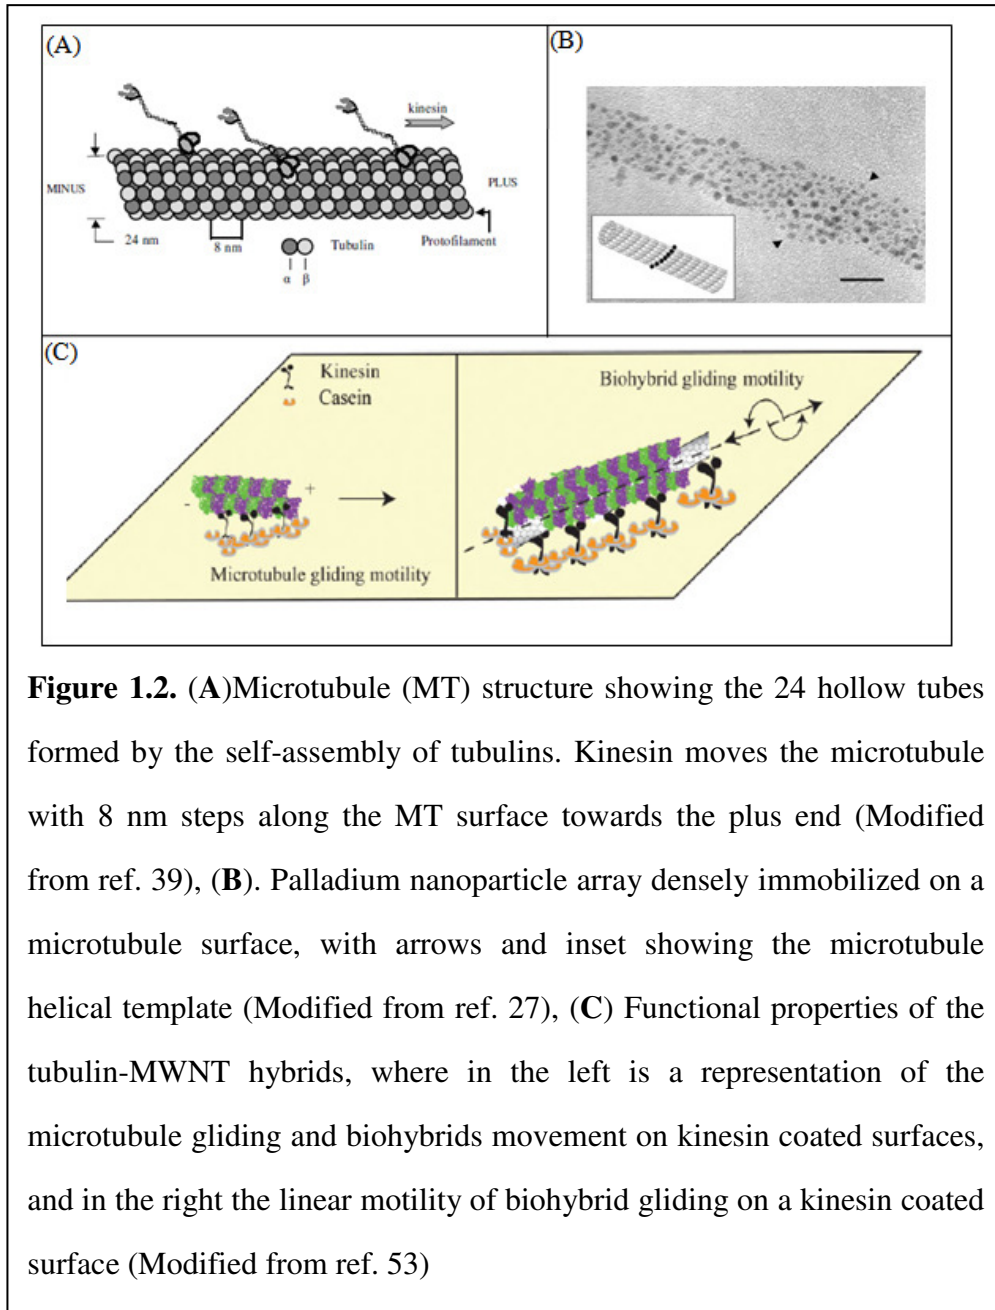 (A)
kinesin
MINUS
PLUS
24 nm
8 nm
Tubulin
Protofilament
α β
(B)
(C)
Kinesin
Casein
Biohybrid gliding motility
- +
Microtubule gliding motility
Figure 1.2. (A)Microtubule (MT) structure showing the 24 hollow tubes
formed by the self-assembly of tubulins. Kinesin moves the microtubule
with 8 nm steps along the MT surface towards the plus end (Modified
from ref. 39), (B). Palladium nanoparticle array densely immobilized on a
microtubule surface, with arrows and inset showing the microtubule
helical template (Modified from ref. 27), (C) Functional properties of the
tubulin-MWNT hybrids, where in the left is a representation of the
microtubule gliding and biohybrids movement on kinesin coated surfaces,
and in the right the linear motility of biohybrid gliding on a kinesin coated
surface (Modified from ref. 53)